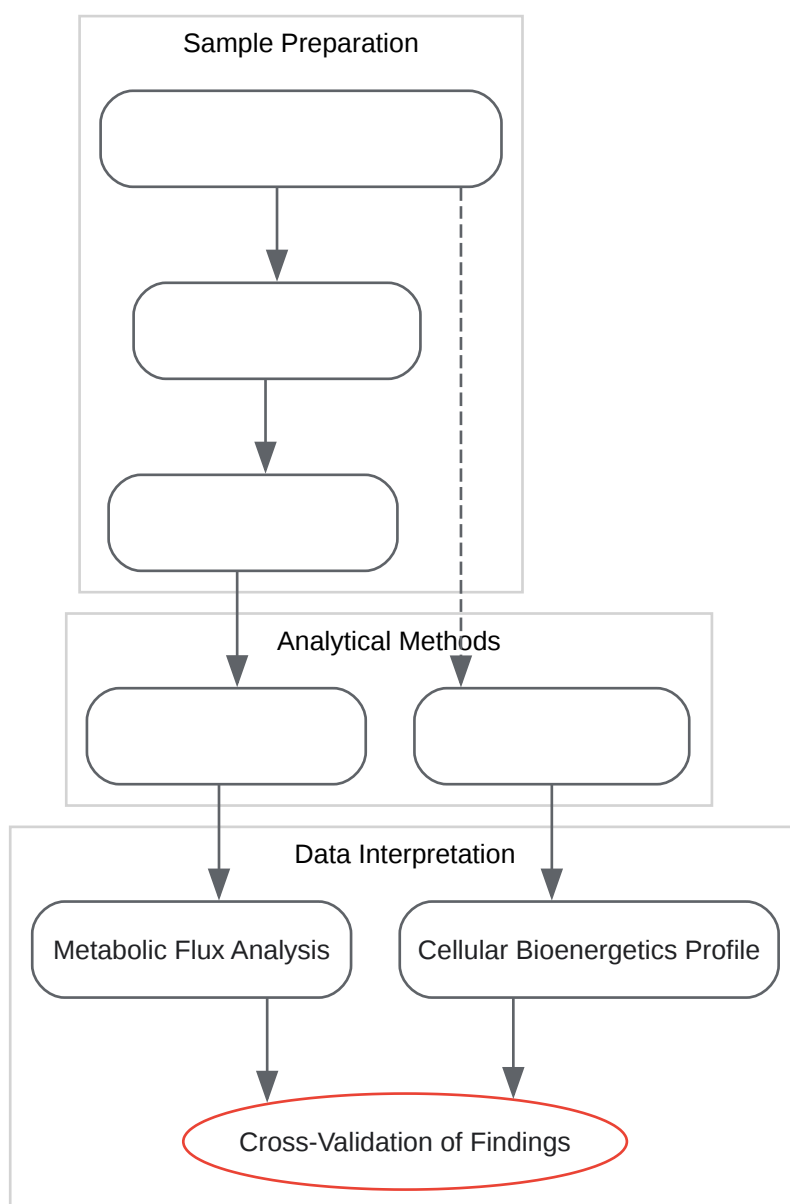 Sample Preparation
Analytical Methods
Data Interpretation
Metabolic Flux Analysis
Cellular Bioenergetics Profile
Cross-Validation of Findings